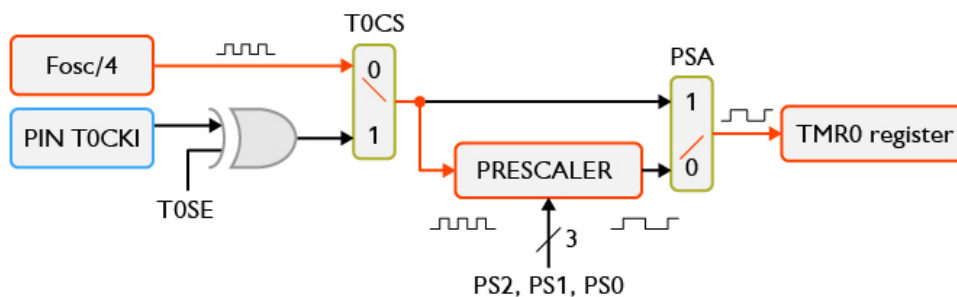 T0CS
Fosc/4
0
PSA
PIN T0CKI
1
1
TMR0 register
PRESCALER
0
T0SE
3
PS2, PS1, PS0